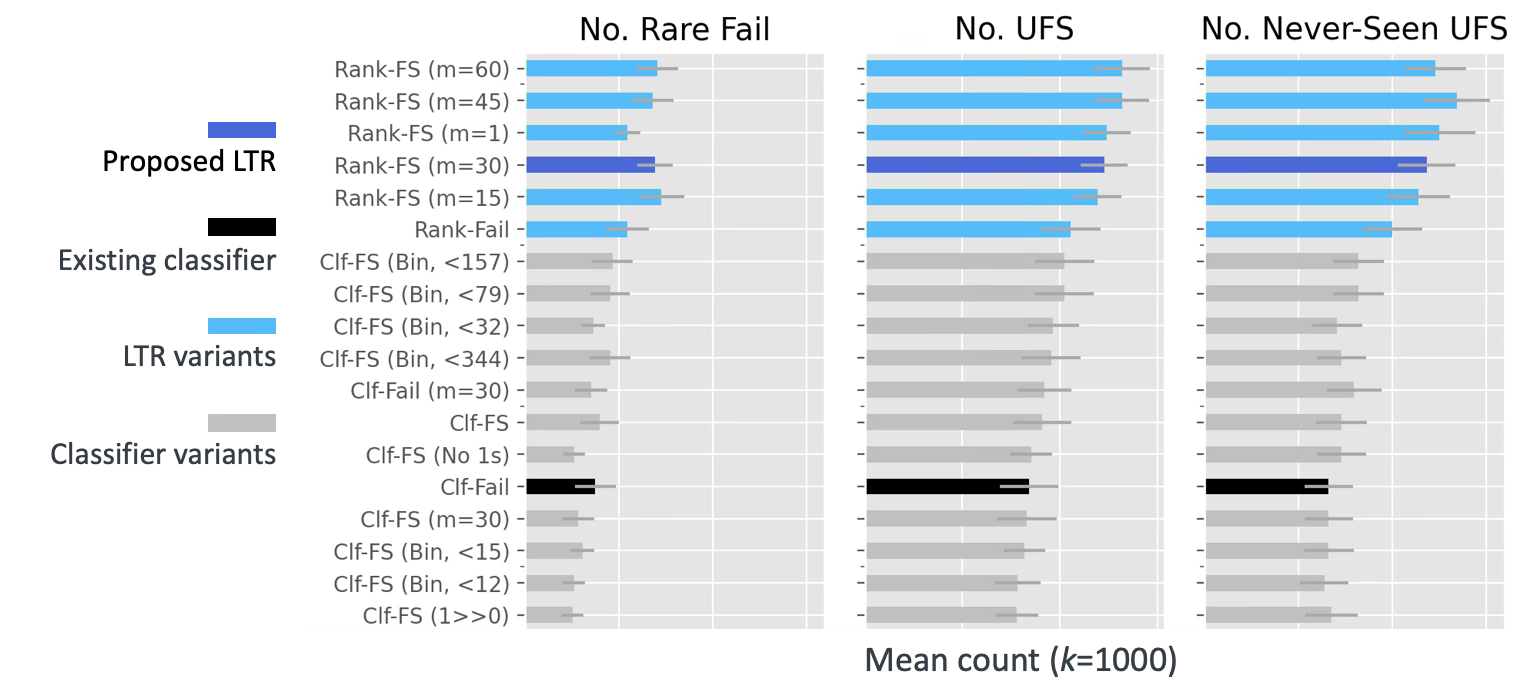 No. Rare Fail
No. UFS
No. Never-Seen UFS
Proposed LTR
Existing classifier
LTR variants
Classifier variants
Rank-FS (m=60)
Rank-FS (m=45)
Rank-FS (m=1)
Rank-FS (m=30)
Rank-FS (m=15)
Rank-Fail
Clf-FS (Bin, <157)
Clf-FS (Bin, <79)
Clf-FS (Bin, <32)
Clf-FS (Bin, <344)
Clf-Fail (m=30)
Clf-FS
Clf-FS (No 1s)
Clf-Fail
Clf-FS (m=30)
Clf-FS (Bin, <15)
Clf-FS (Bin, <12)
Clf-FS (1>>0)
Mean count (k=1000)